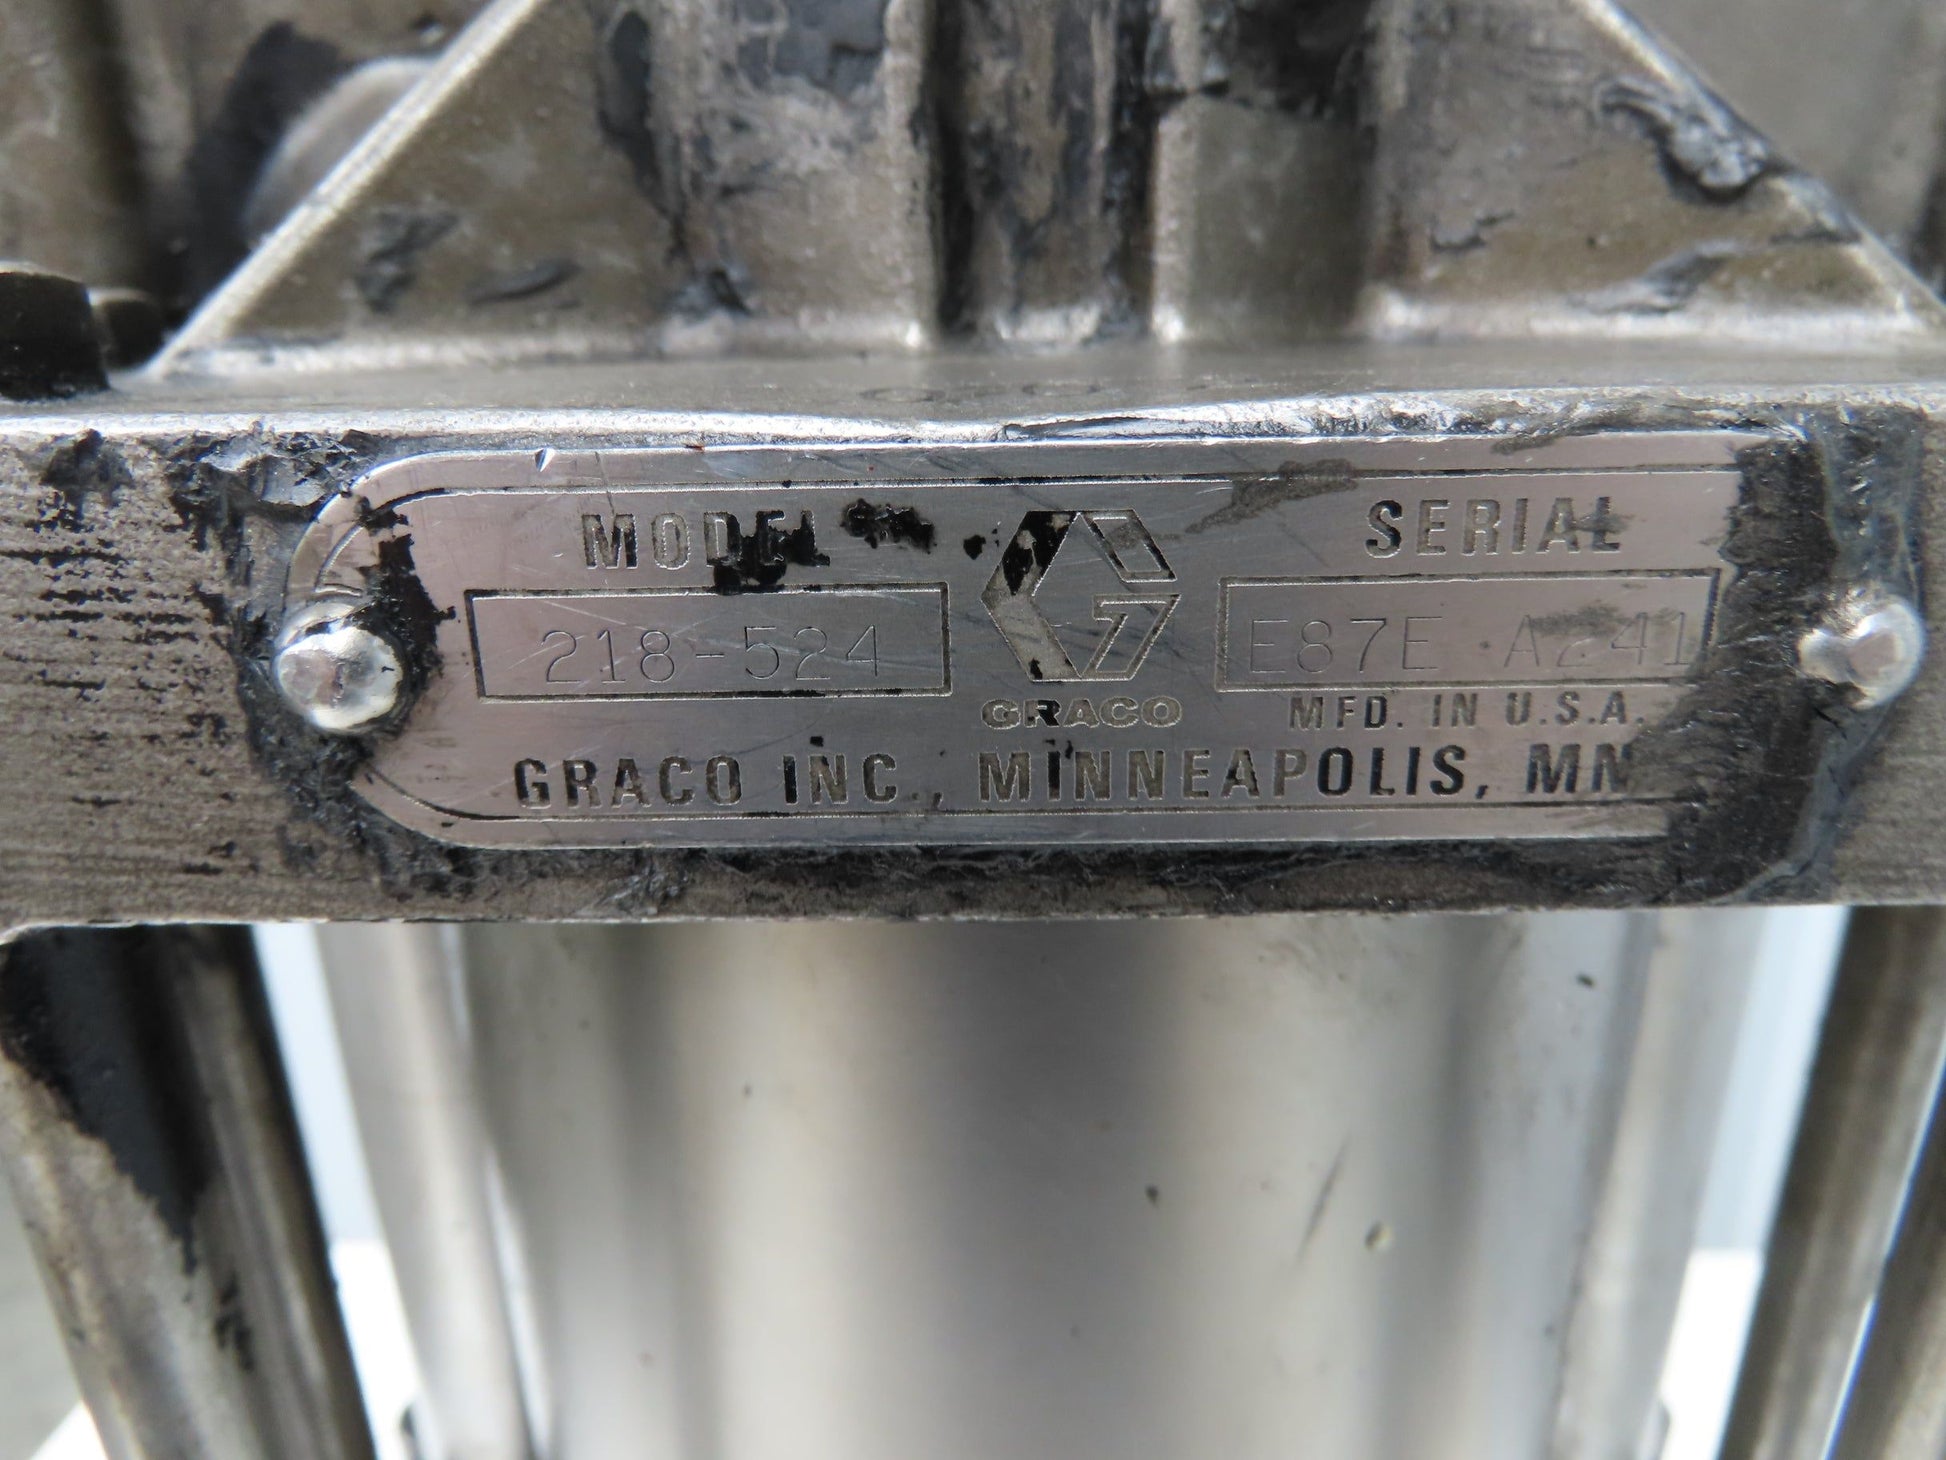 MODEL SERIAL
218-524 E87E A241
GRACO MFD. IN U.S.A.
GRACO INC., MINNEAPOLIS, MN